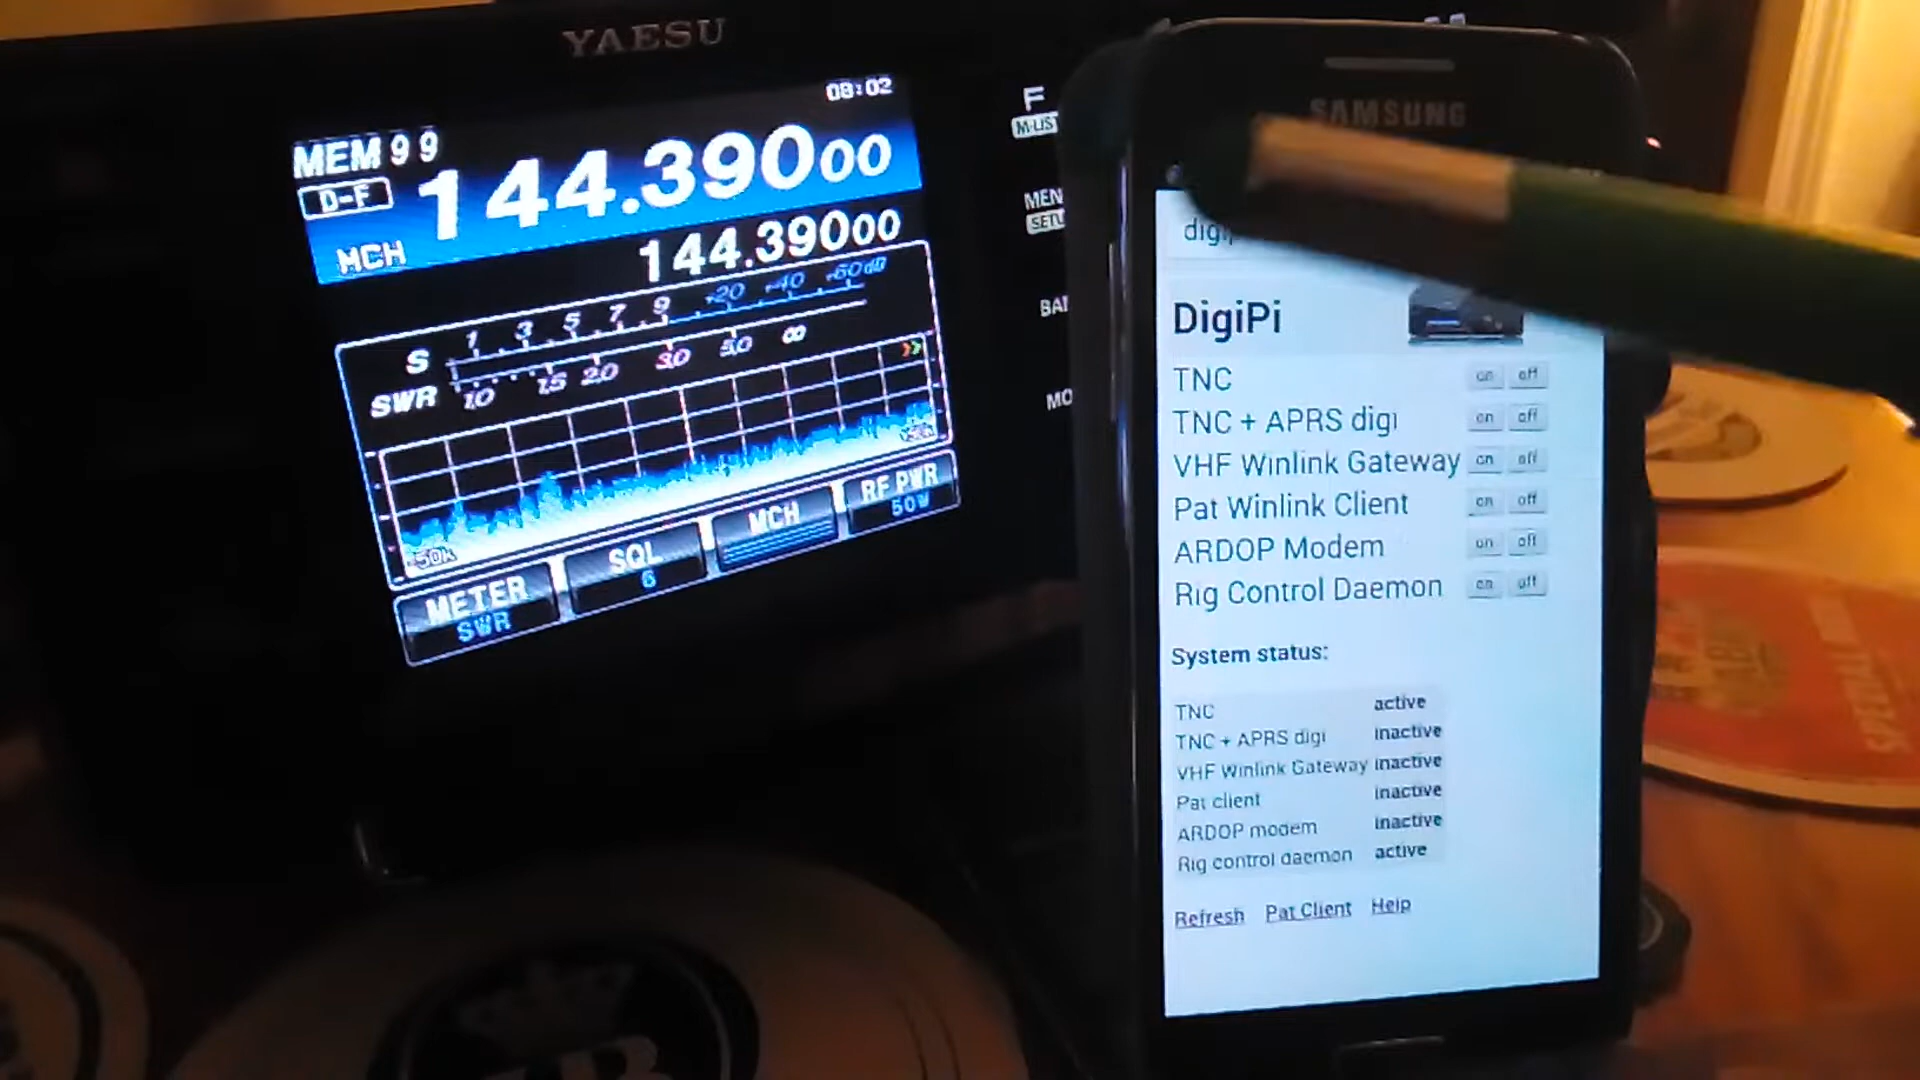 YAESU
08:02
MEM 99
144.39000
D-F
MCH
144.39000
S 1 3 5 7 9 +20 +40 +60dB
SWR 1.0 1.5 2.0 3.0 5.0 ∞
-50k
METER
SWR
SQL
6
MCH
RF PWR
50W
F
SAMSUNG
DigiPi
TNC on off
TNC + APRS digi on off
VHF Winlink Gateway on off
Pat Winlink Client on off
ARDOP Modem on off
Rig Control Daemon on off
System status:
TNC active
TNC + APRS digi inactive
VHF Winlink Gateway inactive
Pat client inactive
ARDOP modem inactive
Rig control daemon active
Refresh Pat Client Help
SPECIALL